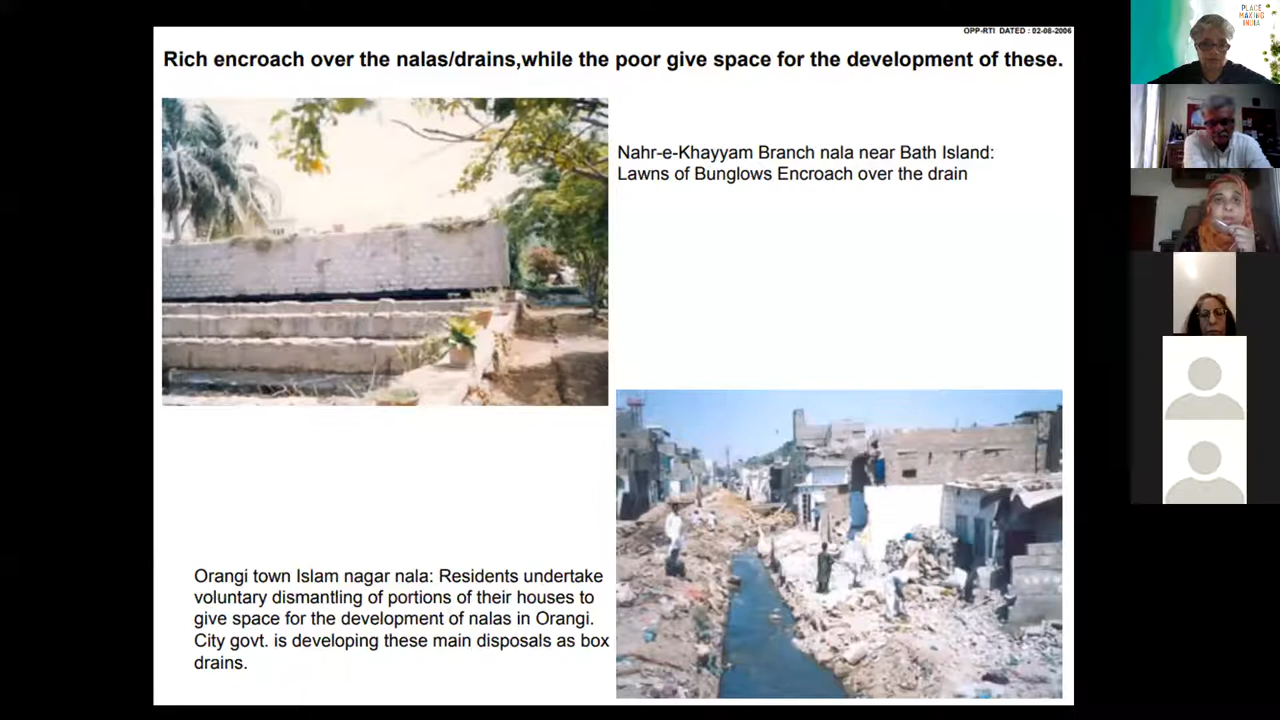 OPP-RTI DATED : 02-08-2006
Rich encroach over the nalas/drains,while the poor give space for the development of these.
Nahr-e-Khayyam Branch nala near Bath Island:
Lawns of Bunglows Encroach over the drain
Orangi town Islam nagar nala: Residents undertake
voluntary dismantling of portions of their houses to
give space for the development of nalas in Orangi.
City govt. is developing these main disposals as box
drains.
PLACE
MAKING
INDIA